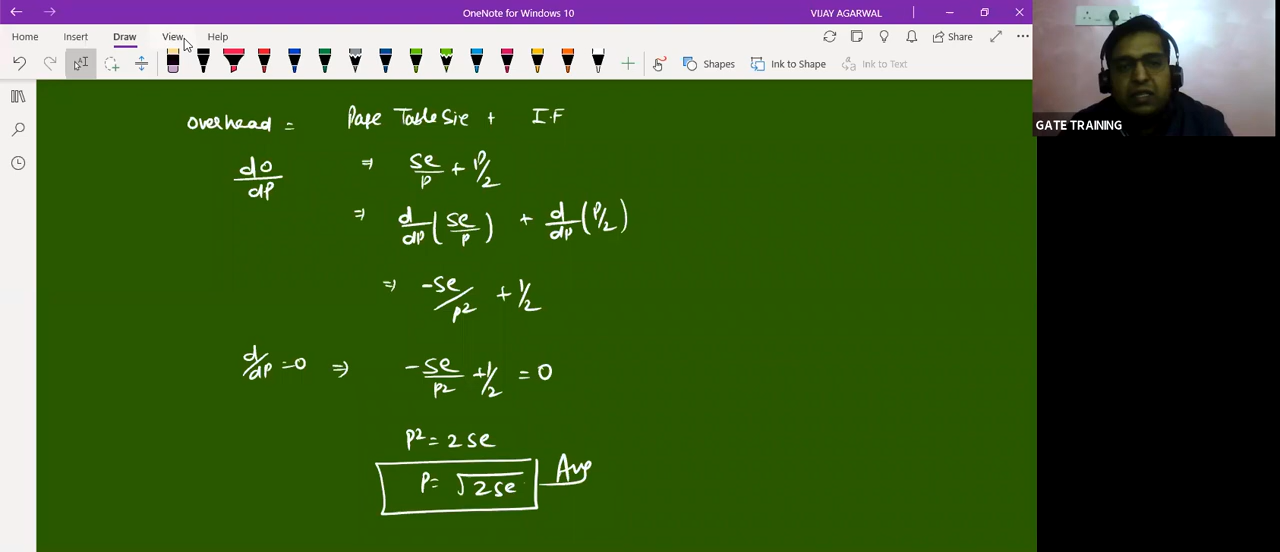 OneNote for Windows 10
VIJAY AGARWAL
Home Insert Draw View Help
Share
Shapes Ink to Shape Ink to Text
GATE TRAINING
Overhead = Page Table Size + I.F
dO/dP ⇒ se/P + P/2
⇒ d/dP (se/P) + d/dP (P/2)
⇒ -se/P² + 1/2
d/dP = 0 ⇒ -se/P² + 1/2 = 0
P² = 2se
P = √2se Ans